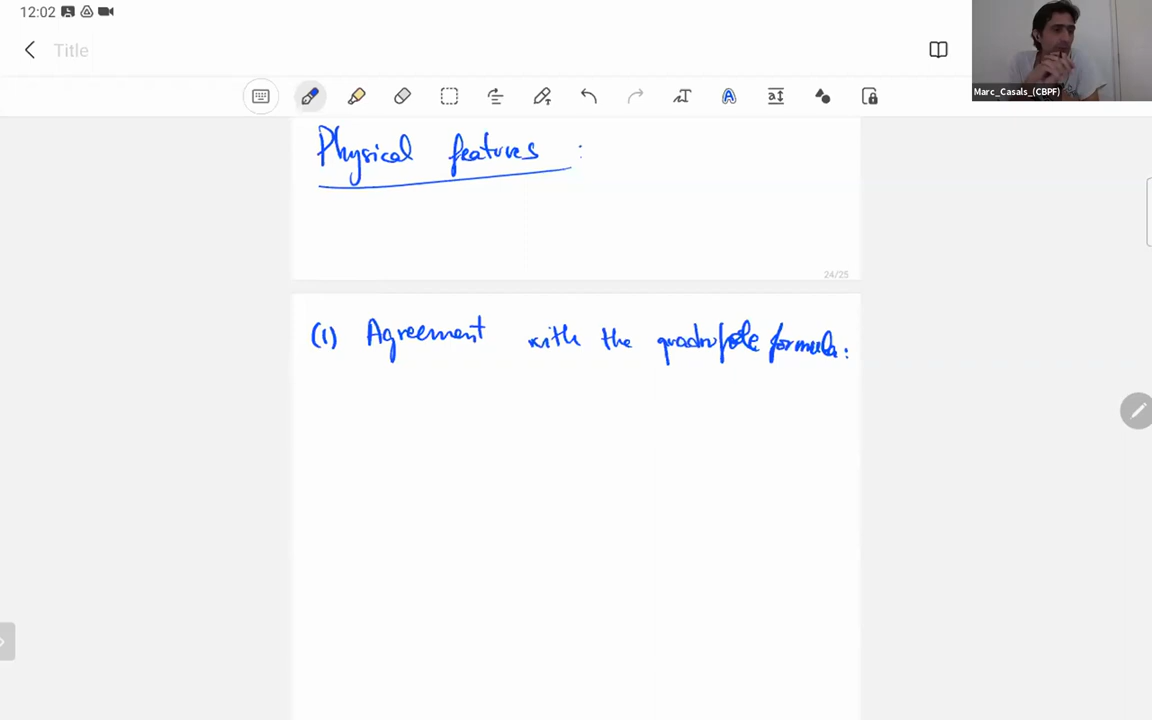 12:02
Title
Marc_Casals_(CBPF)
Physical features :
24/25
(1) Agreement with the quadrupole formula: